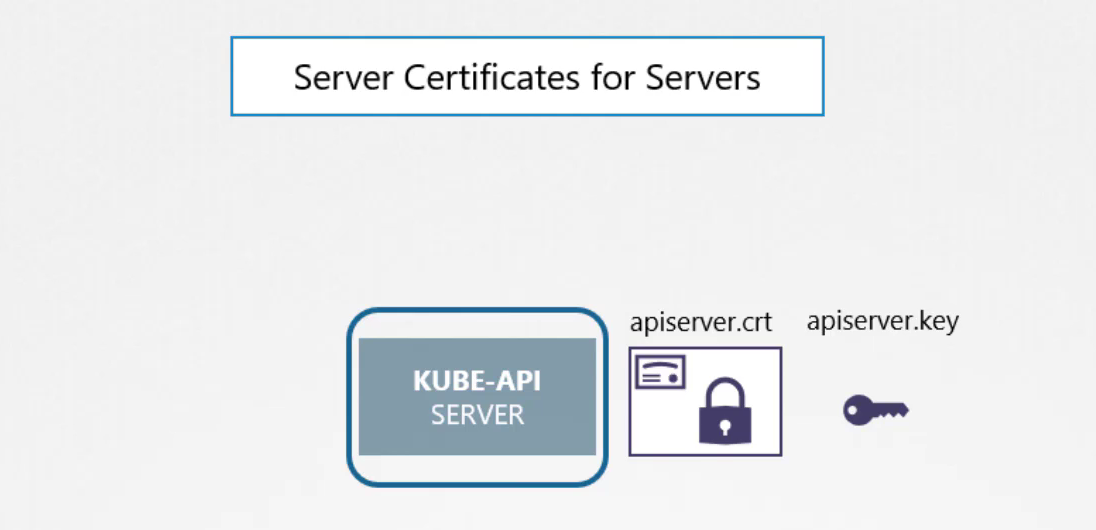 Server Certificates for Servers
apiserver.crt
apiserver.key
KUBE-API
SERVER